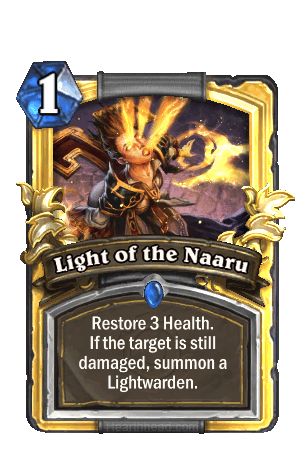 1
Light of the Naaru
Restore 3 Health.
If the target is still
damaged, summon a
Lightwarden.